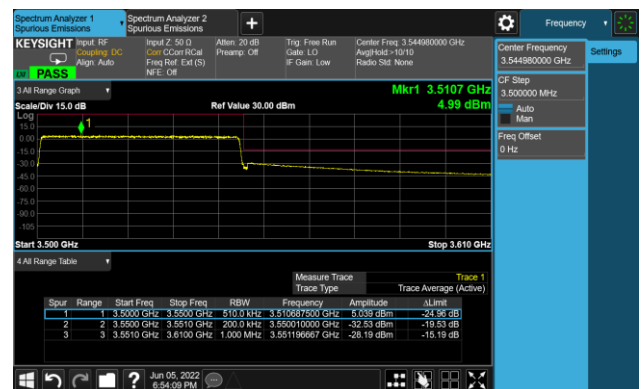 Spectrum Analyzer 1
Spurious Emissions
Spectrum Analyzer 2
Spurious Emissions
+
Frequency
KEYSIGHT
Input: RF
Coupling: DC
Align: Auto
Input Z: 50 Ω
Corr CCorr RCal
Freq Ref: Ext (S)
NFE: Off
Atten: 20 dB
Preamp: Off
Trig: Free Run
Gate: LO
IF Gain: Low
Center Freq: 3.544980000 GHz
Avg|Hold:>10/10
Radio Std: None
PASS
Center Frequency
3.544980000 GHz
Settings
CF Step
3.500000 MHz
Auto
Man
Freq Offset
0 Hz
3 All Range Graph
Mkr1 3.5107 GHz
4.99 dBm
Scale/Div 15.0 dB
Ref Value 30.00 dBm
Log
15.0
0.00
-15.0
-30.0
-45.0
-60.0
-75.0
-90.0
-105
1
Start 3.500 GHz
Stop 3.610 GHz
4 All Range Table
Measure Trace Trace 1
Trace Type Trace Average (Active)
Spur Range Start Freq Stop Freq RBW Frequency Amplitude ΔLimit
1 1 3.5000 GHz 3.5500 GHz 510.0 kHz 3.510687500 GHz 5.039 dBm -24.96 dB
2 2 3.5500 GHz 3.5510 GHz 200.0 kHz 3.550010000 GHz -32.53 dBm -19.53 dB
3 3 3.5510 GHz 3.6100 GHz 1.000 MHz 3.551196667 GHz -28.19 dBm -15.19 dB
?
Jun 05, 2022
6:54:09 PM